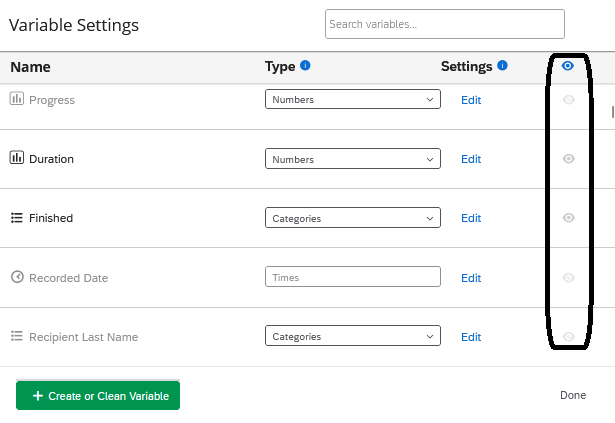 Variable Settings
Search variables...
Name Type Settings
Progress Numbers Edit
Duration Numbers Edit
Finished Categories Edit
Recorded Date Times Edit
Recipient Last Name Categories Edit
+ Create or Clean Variable Done